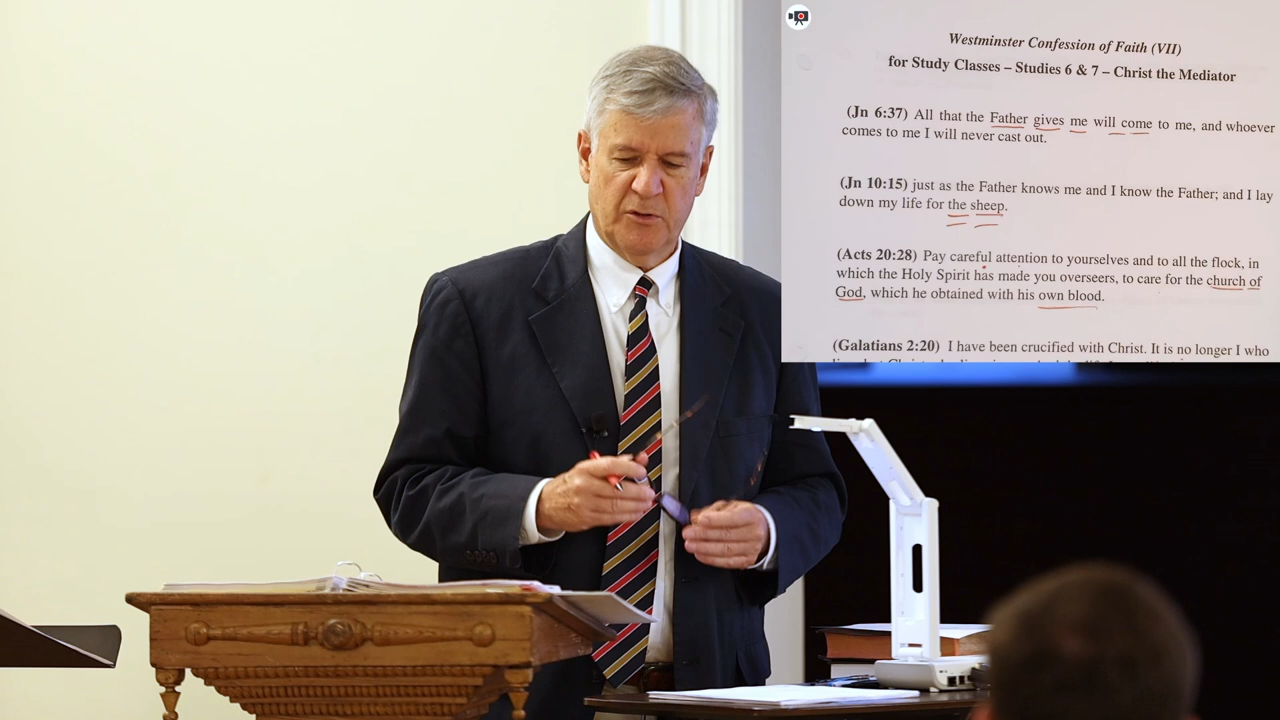 Westminster Confession of Faith (VII)
for Study Classes – Studies 6 & 7 – Christ the Mediator
(Jn 6:37) All that the Father gives me will come to me, and whoever
comes to me I will never cast out.
(Jn 10:15) just as the Father knows me and I know the Father; and I lay
down my life for the sheep.
(Acts 20:28) Pay careful attention to yourselves and to all the flock, in
which the Holy Spirit has made you overseers, to care for the church of
God, which he obtained with his own blood.
(Galatians 2:20) I have been crucified with Christ. It is no longer I who